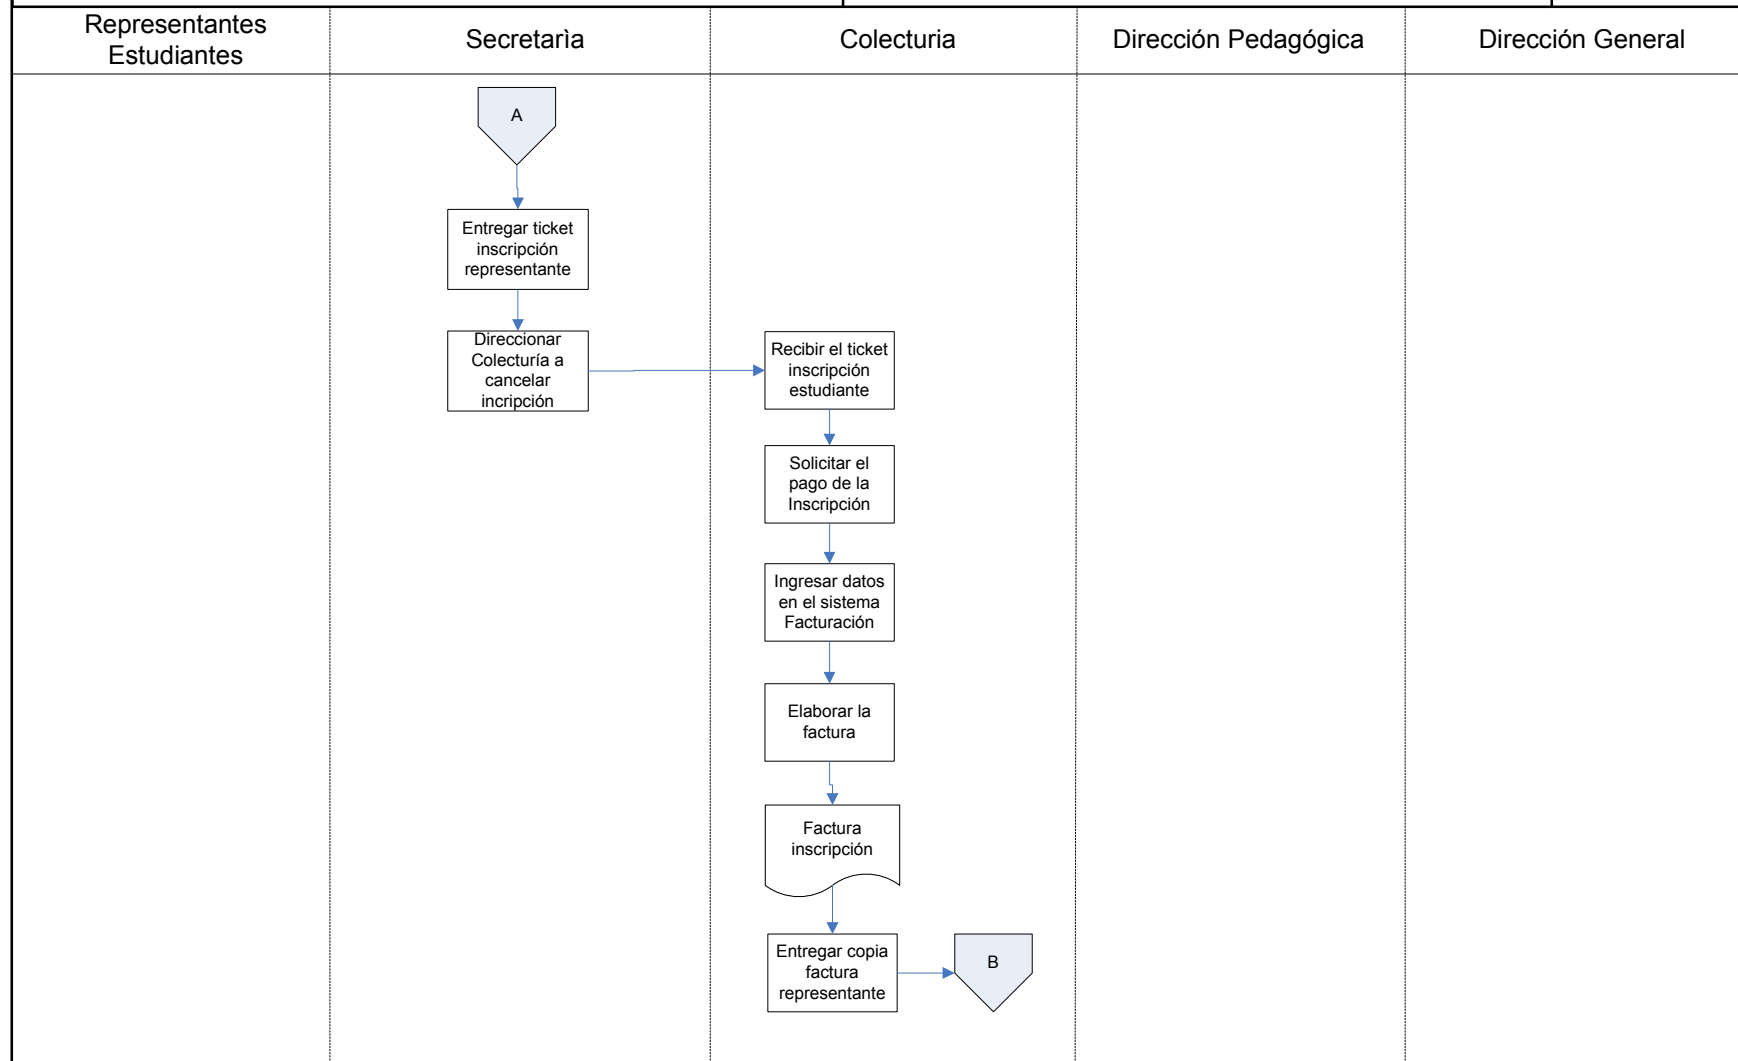 Representantes
Estudiantes
Secretarìa
Colecturia
Dirección Pedagógica
Dirección General
A
Entregar ticket
inscripción
representante
Direccionar
Colecturía a
cancelar
incripción
Recibir el ticket
inscripción
estudiante
Solicitar el
pago de la
Inscripción
Ingresar datos
en el sistema
Facturación
Elaborar la
factura
Factura
inscripción
Entregar copia
factura
representante
B